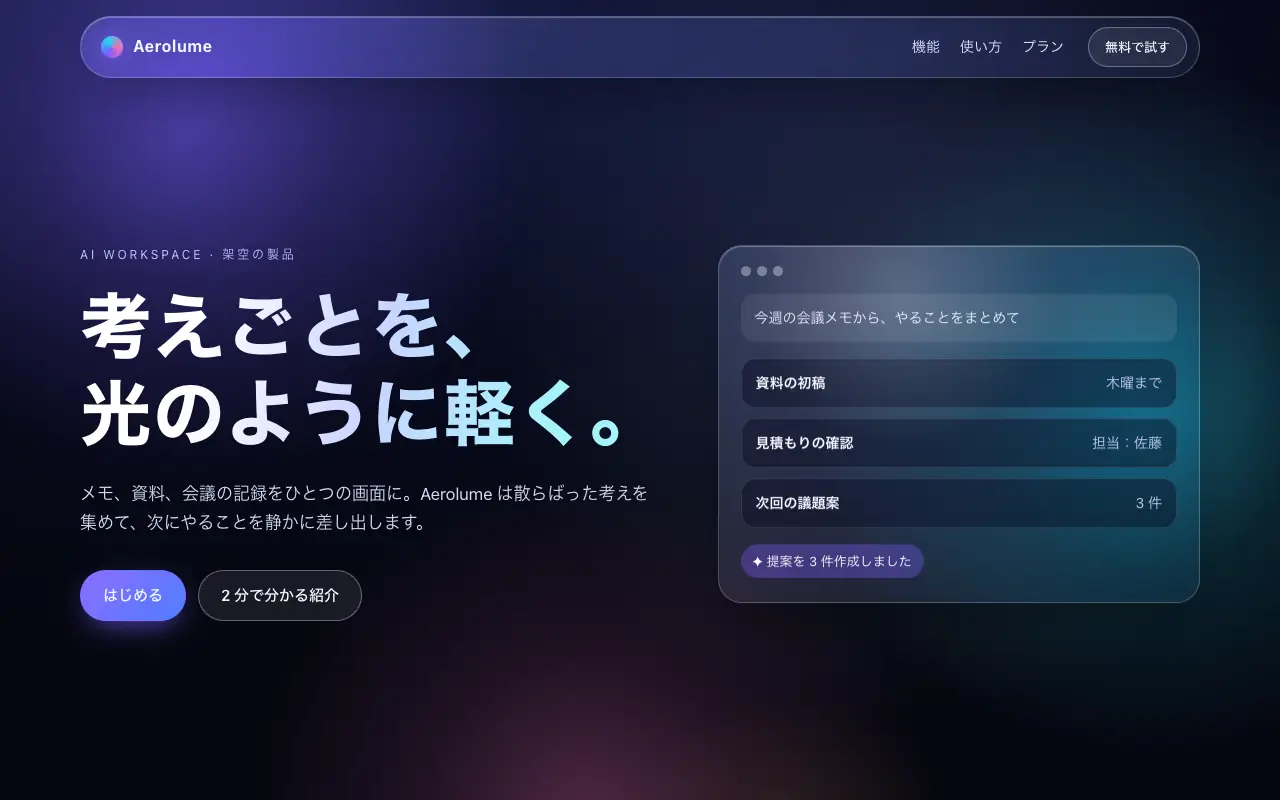 Aerolume
機能
使い方
プラン
無料で試す
AI WORKSPACE · 架空の製品
考えごとを、
光のように軽く。
メモ、資料、会議の記録をひとつの画面に。Aerolume は散らばった考えを
集めて、次にやることを静かに差し出します。
はじめる
2 分で分かる紹介
今週の会議メモから、やることをまとめて
資料の初稿 木曜まで
見積もりの確認 担当：佐藤
次回の議題案 3 件
✦ 提案を 3 件作成しました